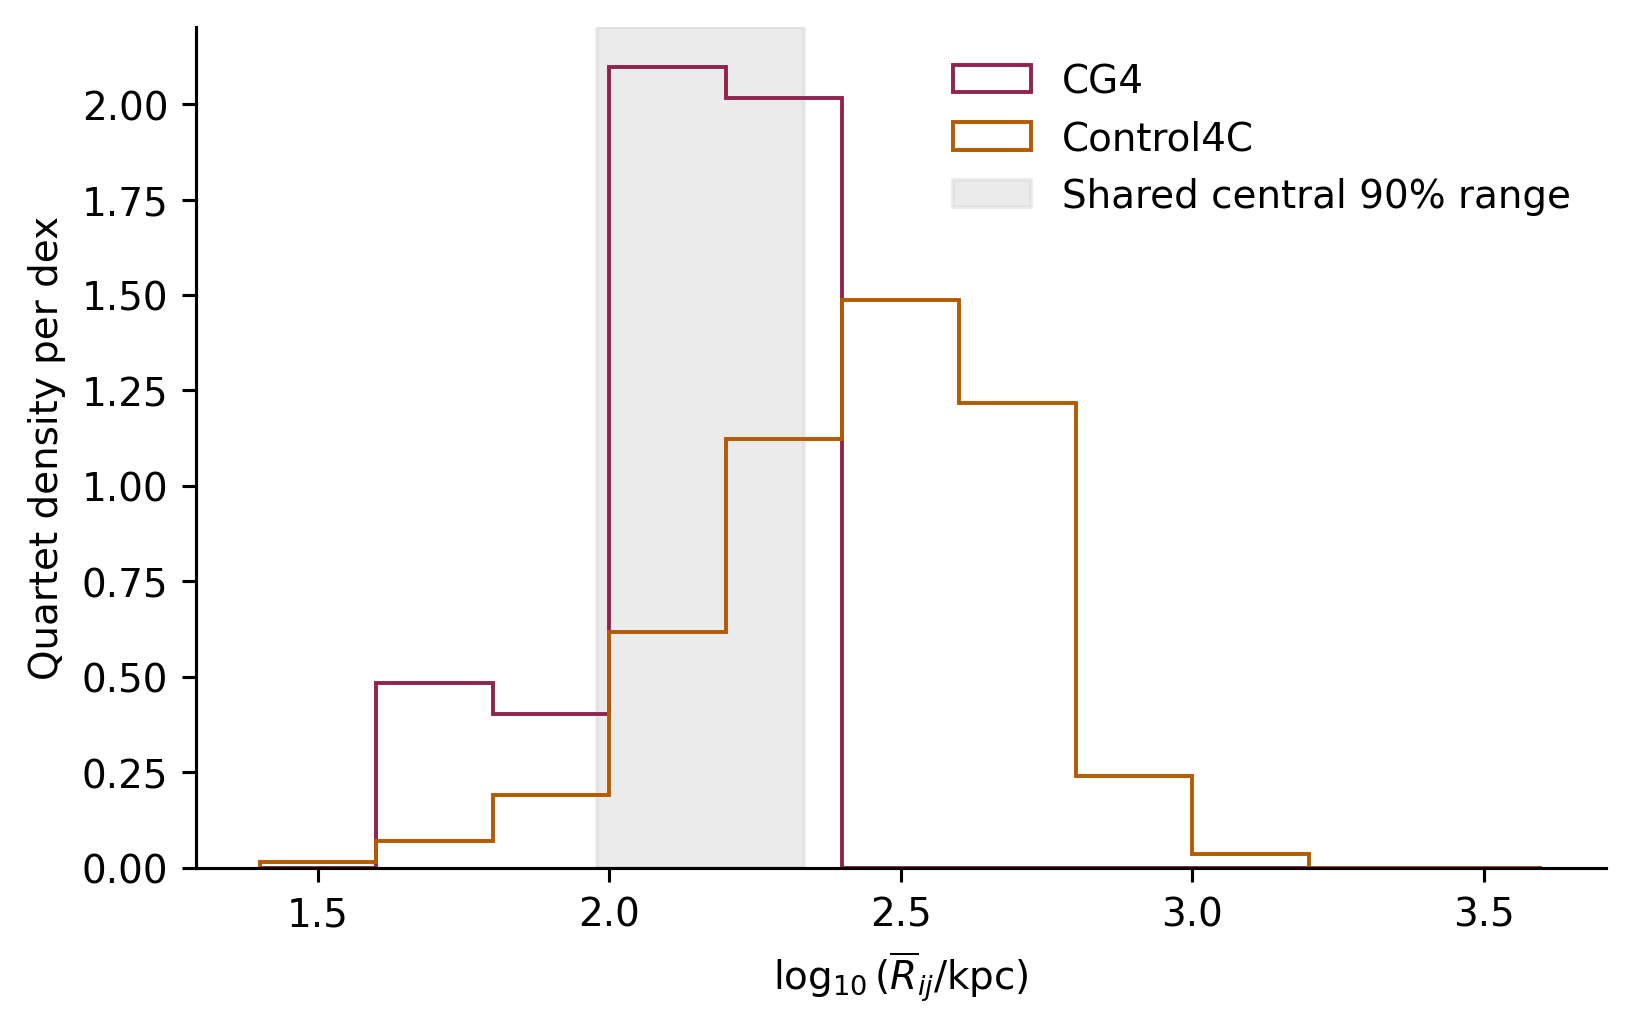 CG4
Control4C
Shared central 90% range
Quartet density per dex
2.00
1.75
1.50
1.25
1.00
0.75
0.50
0.25
0.00
1.5 2.0 2.5 3.0 3.5
log₁₀ (R̅ᵢⱼ/kpc)